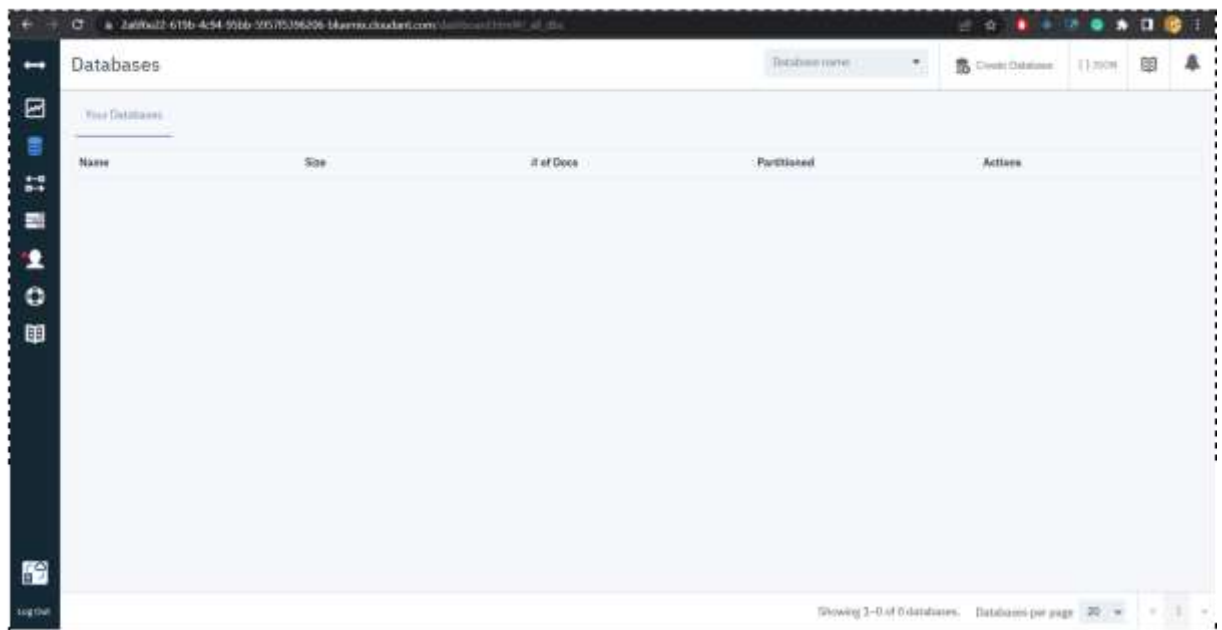 Databases
Database name
Create Database
{ } JSON
Your Databases
Name Size # of Docs Partitioned Actions
Log Out
Showing 1–0 of 0 databases. Databases per page 20 1